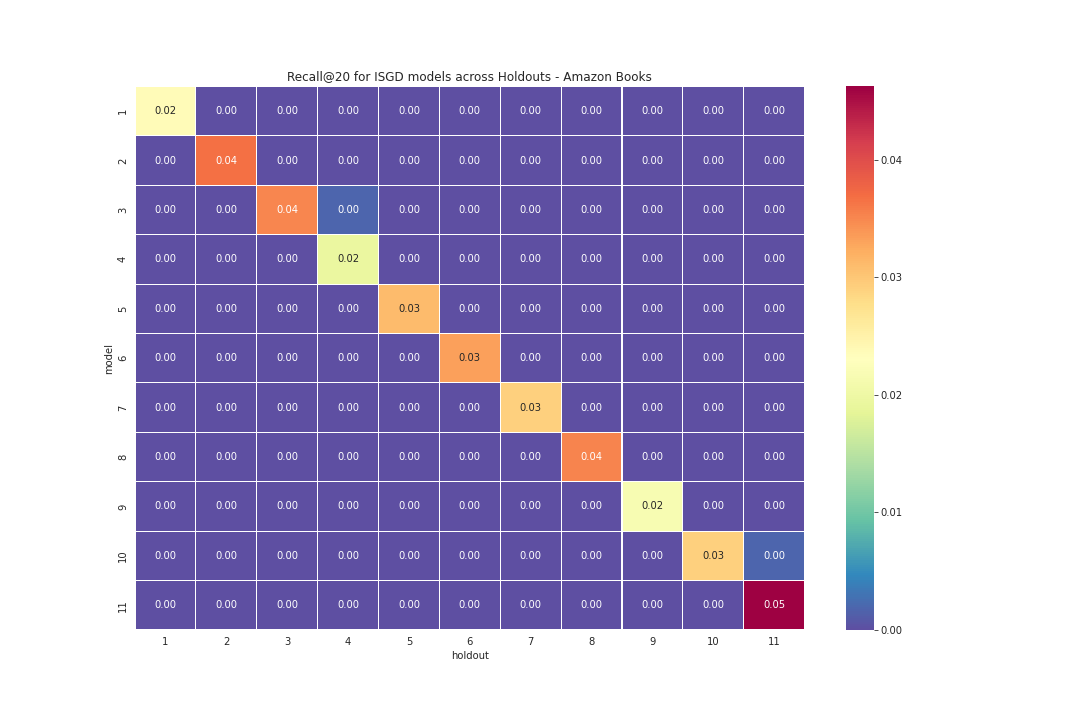 Recall@20 for ISGD models across Holdouts - Amazon Books
1 0.02 0.00 0.00 0.00 0.00 0.00 0.00 0.00 0.00 0.00 0.00
2 0.00 0.04 0.00 0.00 0.00 0.00 0.00 0.00 0.00 0.00 0.00
3 0.00 0.00 0.04 0.00 0.00 0.00 0.00 0.00 0.00 0.00 0.00
4 0.00 0.00 0.00 0.02 0.00 0.00 0.00 0.00 0.00 0.00 0.00
5 0.00 0.00 0.00 0.00 0.03 0.00 0.00 0.00 0.00 0.00 0.00
6 0.00 0.00 0.00 0.00 0.00 0.03 0.00 0.00 0.00 0.00 0.00
7 0.00 0.00 0.00 0.00 0.00 0.00 0.03 0.00 0.00 0.00 0.00
8 0.00 0.00 0.00 0.00 0.00 0.00 0.00 0.04 0.00 0.00 0.00
9 0.00 0.00 0.00 0.00 0.00 0.00 0.00 0.00 0.02 0.00 0.00
10 0.00 0.00 0.00 0.00 0.00 0.00 0.00 0.00 0.00 0.03 0.00
11 0.00 0.00 0.00 0.00 0.00 0.00 0.00 0.00 0.00 0.00 0.05
1 2 3 4 5 6 7 8 9 10 11
holdout
model
0.04
0.03
0.02
0.01
0.00